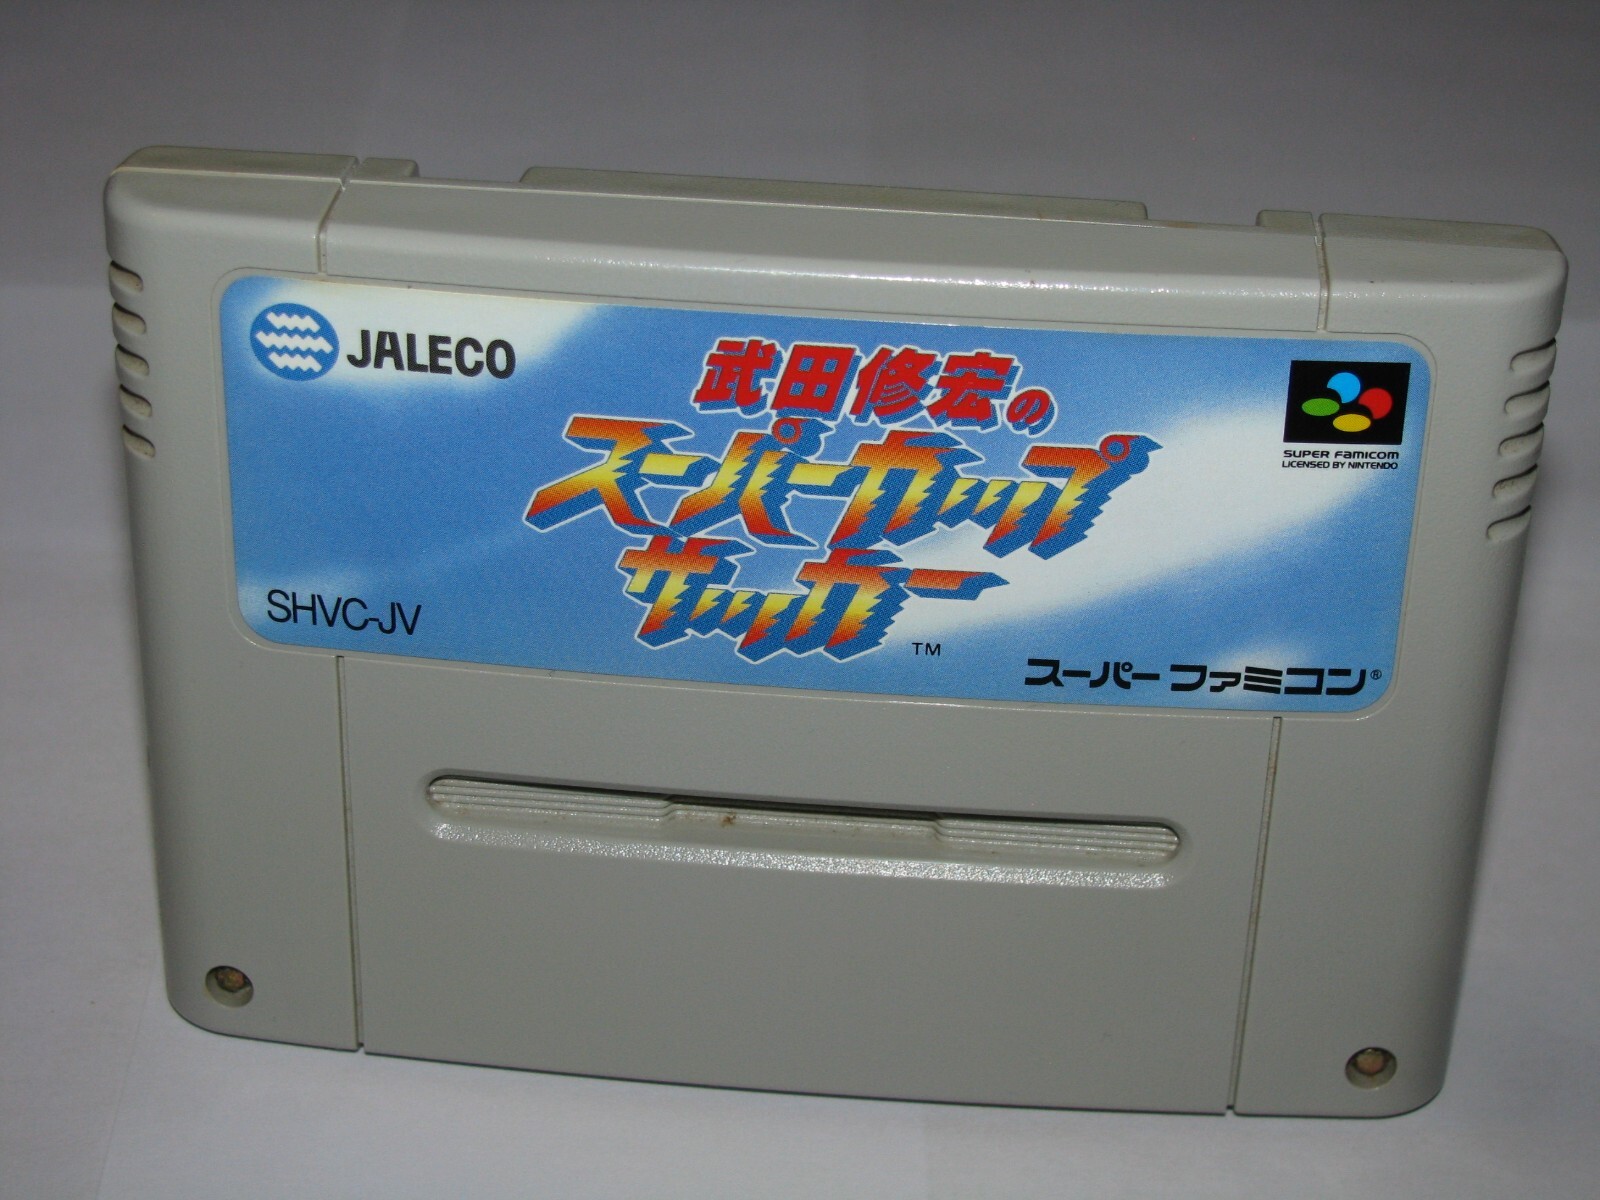 JALECO
武田修宏の
スーパーカップ
サッカー
TM
SUPER FAMICOM
LICENSED BY NINTENDO
SHVC-JV
スーパーファミコン®